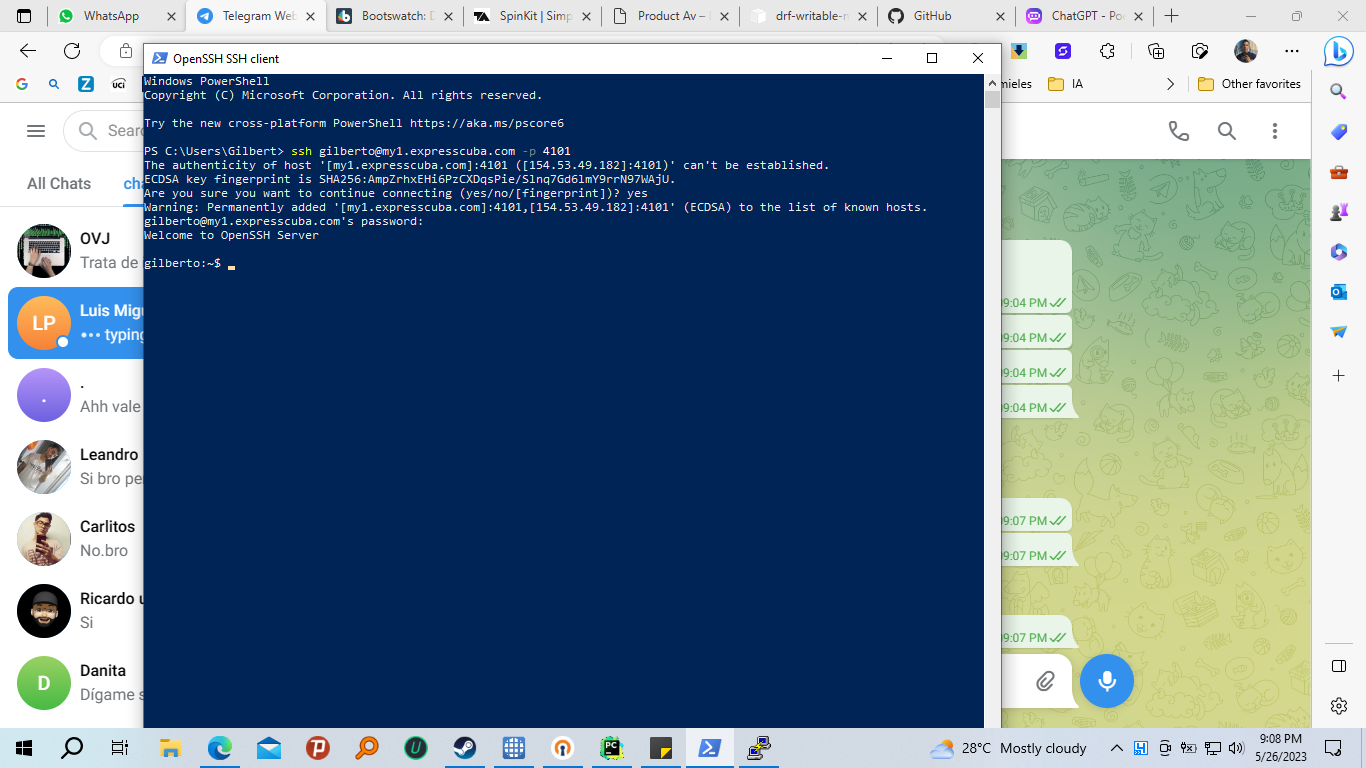 WhatsApp
Telegram Web
Bootswatch: D
SpinKit | Simp
Product Av – L
drf-writable-n
GitHub
ChatGPT - Po
OpenSSH SSH client
UCi
mieles
IA
Other favorites
Windows PowerShell
Copyright (C) Microsoft Corporation. All rights reserved.
Try the new cross-platform PowerShell https://aka.ms/pscore6
PS C:\Users\Gilbert> ssh gilberto@my1.expresscuba.com -p 4101
The authenticity of host '[my1.expresscuba.com]:4101 ([154.53.49.182]:4101)' can't be established.
ECDSA key fingerprint is SHA256:AmpZrhxEHi6PzCXDqsPie/Slnq7Gd6lmY9rrN97WAjU.
Are you sure you want to continue connecting (yes/no/[fingerprint])? yes
Warning: Permanently added '[my1.expresscuba.com]:4101,[154.53.49.182]:4101' (ECDSA) to the list of known hosts.
gilberto@my1.expresscuba.com's password:
Welcome to OpenSSH Server
gilberto:~$
Searc
All Chats
cha
OVJ
Trata de
LP
Luis Migu
typing
.
.
Ahh vale
Leandro
Si bro pe
Carlitos
No.bro
Ricardo u
Si
D
Danita
Dígame s
9:04 PM
9:04 PM
9:04 PM
9:04 PM
9:07 PM
9:07 PM
9:07 PM
28°C Mostly cloudy
9:08 PM
5/26/2023